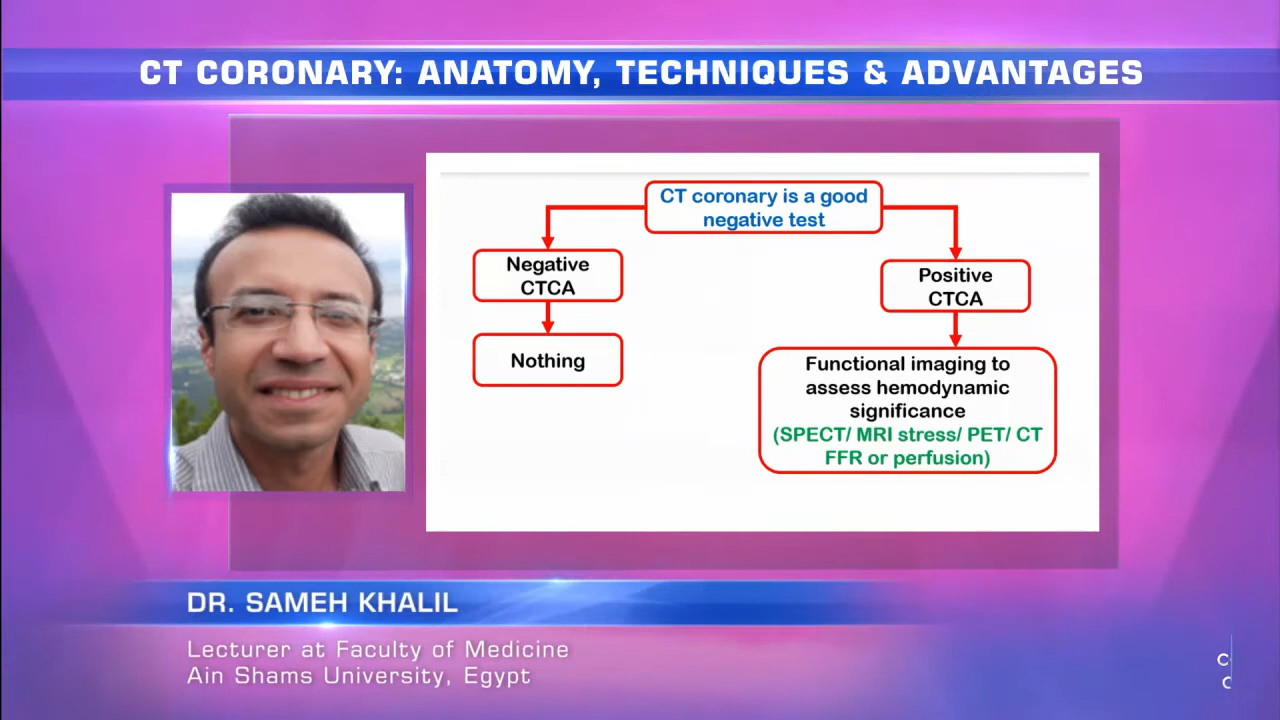 CT CORONARY: ANATOMY, TECHNIQUES & ADVANTAGES
CT coronary is a good
negative test
Negative
CTCA
Nothing
Positive
CTCA
Functional imaging to
assess hemodynamic
significance
(SPECT/ MRI stress/ PET/ CT
FFR or perfusion)
DR. SAMEH KHALIL
Lecturer at Faculty of Medicine
Ain Shams University, Egypt
C
C